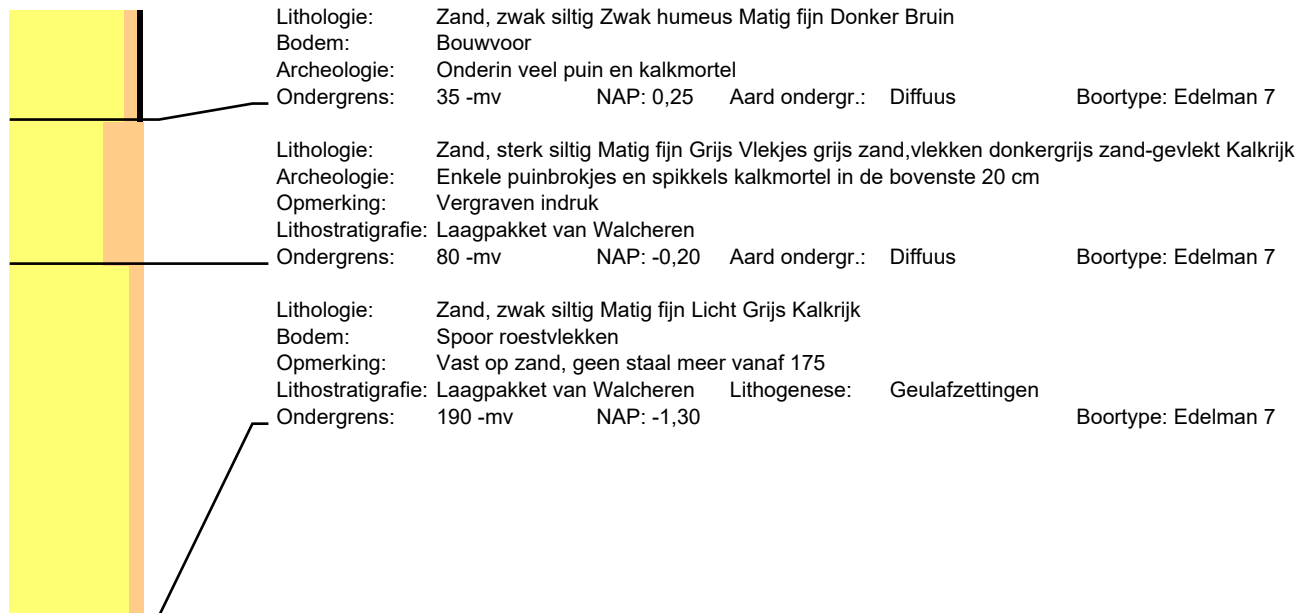 Lithologie: Zand, zwak siltig Zwak humeus Matig fijn Donker Bruin
Bodem: Bouwvoor
Archeologie: Onderin veel puin en kalkmortel
Ondergrens: 35 -mv NAP: 0,25 Aard ondergr.: Diffuus Boortype: Edelman 7
Lithologie: Zand, sterk siltig Matig fijn Grijs Vlekjes grijs zand,vlekken donkergrijs zand-gevlekt Kalkrijk
Archeologie: Enkele puinbrokjes en spikkels kalkmortel in de bovenste 20 cm
Opmerking: Vergraven indruk
Lithostratigrafie: Laagpakket van Walcheren
Ondergrens: 80 -mv NAP: -0,20 Aard ondergr.: Diffuus Boortype: Edelman 7
Lithologie: Zand, zwak siltig Matig fijn Licht Grijs Kalkrijk
Bodem: Spoor roestvlekken
Opmerking: Vast op zand, geen staal meer vanaf 175
Lithostratigrafie: Laagpakket van Walcheren Lithogenese: Geulafzettingen
Ondergrens: 190 -mv NAP: -1,30 Boortype: Edelman 7